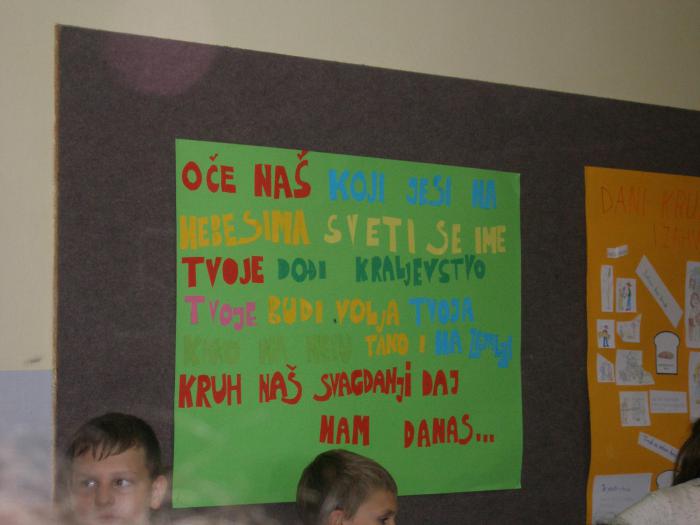 OČE NAŠ KOJI JESI NA
NEBESIMA SVETI SE IME
TVOJE DOĐI KRALJEVSTVO
TVOJE BUDI VOLJA TVOJA
KAKO NA NEBU TAKO I NA ZEMLJI
KRUH NAŠ SVAGDANJI DAJ
NAM DANAS...
DANI KRU